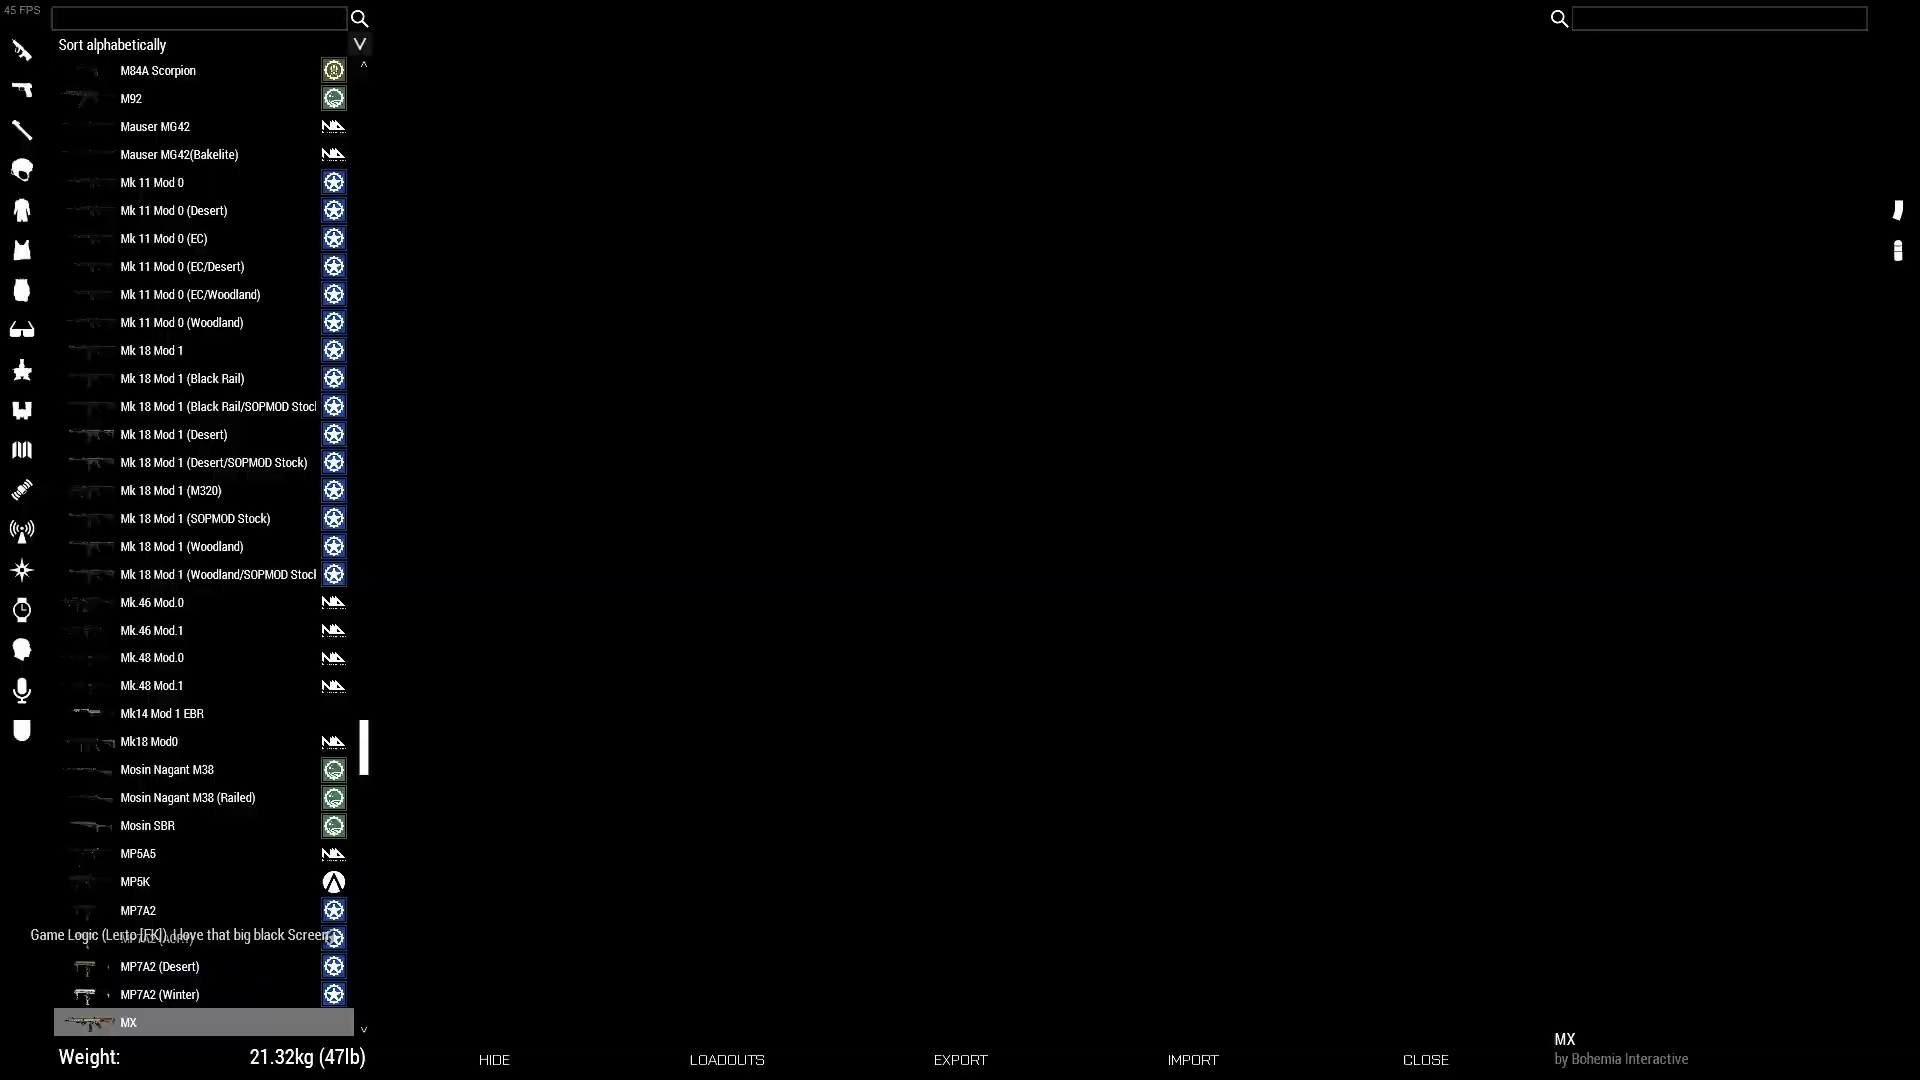 45 FPS
Sort alphabetically
M84A Scorpion
M92
Mauser MG42
Mauser MG42(Bakelite)
Mk 11 Mod 0
Mk 11 Mod 0 (Desert)
Mk 11 Mod 0 (EC)
Mk 11 Mod 0 (EC/Desert)
Mk 11 Mod 0 (EC/Woodland)
Mk 11 Mod 0 (Woodland)
Mk 18 Mod 1
Mk 18 Mod 1 (Black Rail)
Mk 18 Mod 1 (Black Rail/SOPMOD Stocl
Mk 18 Mod 1 (Desert)
Mk 18 Mod 1 (Desert/SOPMOD Stock)
Mk 18 Mod 1 (M320)
Mk 18 Mod 1 (SOPMOD Stock)
Mk 18 Mod 1 (Woodland)
Mk 18 Mod 1 (Woodland/SOPMOD Stocl
Mk.46 Mod.0
Mk.46 Mod.1
Mk.48 Mod.0
Mk.48 Mod.1
Mk14 Mod 1 EBR
Mk18 Mod0
Mosin Nagant M38
Mosin Nagant M38 (Railed)
Mosin SBR
MP5A5
MP5K
MP7A2
Game Logic love that big black Screen
MP7A2 (Desert)
MP7A2 (Winter)
MX
Weight: 21.32kg (47lb)
HIDE
LOADOUTS
EXPORT
IMPORT
CLOSE
MX
by Bohemia Interactive